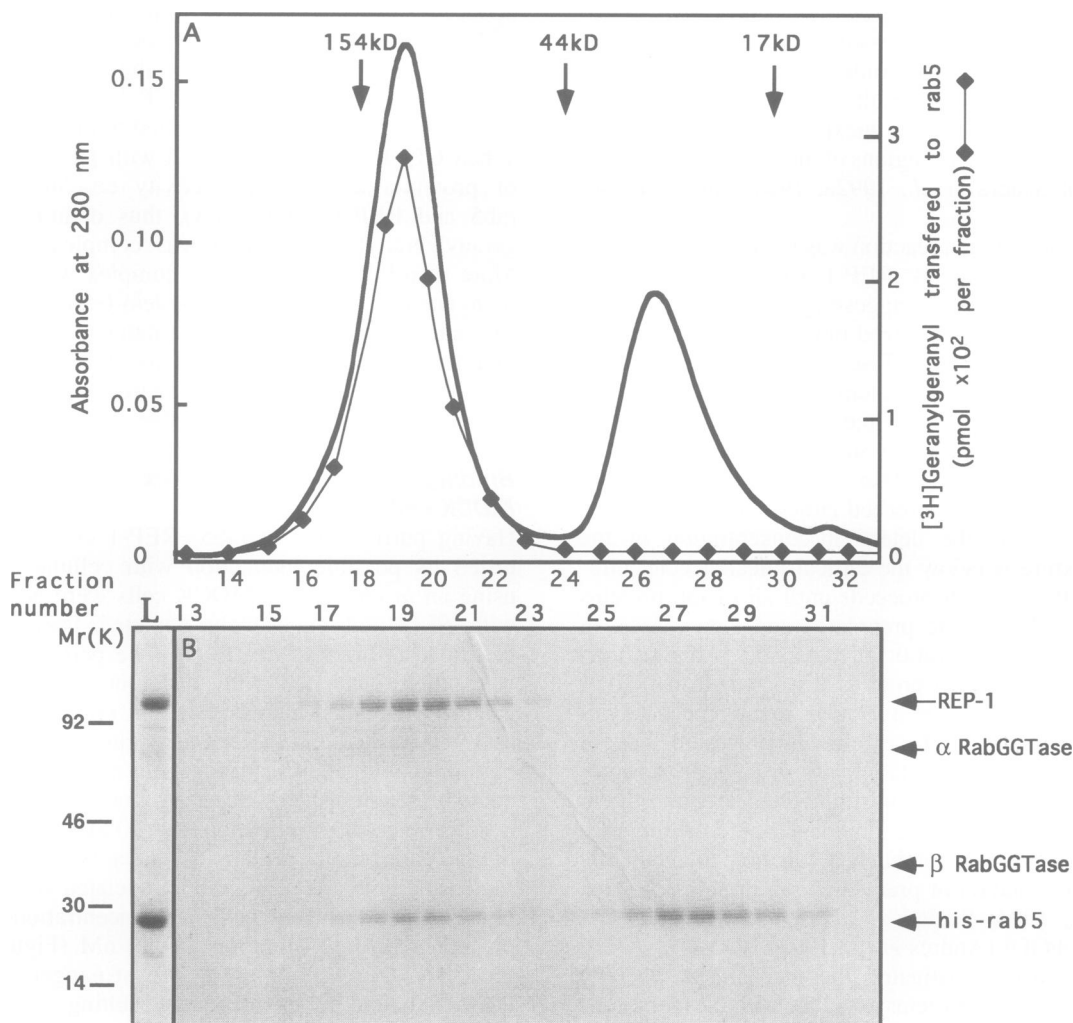 A
154kD 44kD 17kD
0.15
0.10
0.05
0
Absorbance at 280 nm
3
2
1
0
[³H]Geranylgeranyl transfered to rab5
(pmol x10² per fraction)
14 16 18 20 22 24 26 28 30 32
Fraction
number
L 13 15 17 19 21 23 25 27 29 31
Mr(K)
B
92
46
30
14
REP-1
α RabGGTase
β RabGGTase
his-rab5